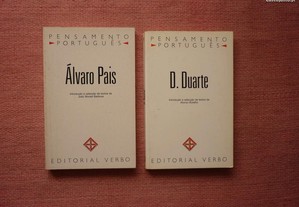 PENSAMENTO
PORTUGUÊS
Álvaro Pais
EDITORIAL VERBO
PENSAMENTO
PORTUGUÊS
D. Duarte
EDITORIAL VERBO